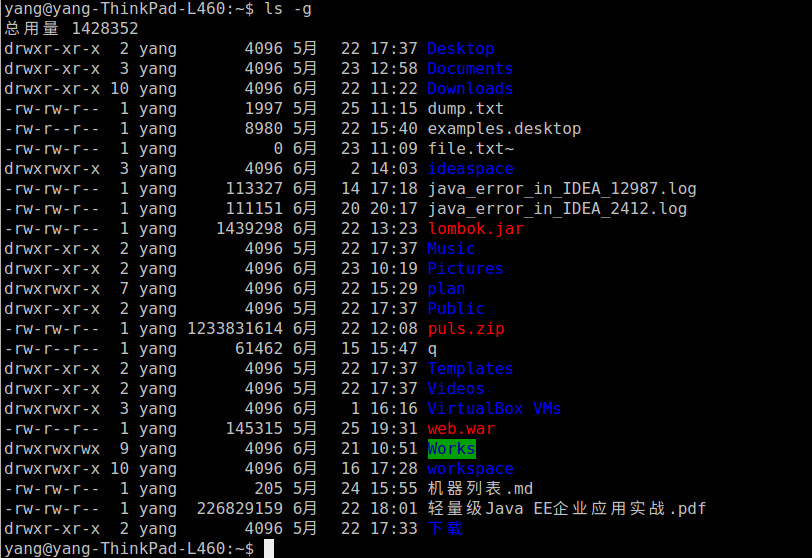 yang@yang-ThinkPad-L460:~$ ls -g
总用量 1428352
drwxr-xr-x  2 yang       4096 5月   22 17:37 Desktop
drwxr-xr-x  3 yang       4096 5月   23 12:58 Documents
drwxr-xr-x 10 yang       4096 6月   22 11:22 Downloads
-rw-rw-r--  1 yang       1997 5月   25 11:15 dump.txt
-rw-r--r--  1 yang       8980 5月   22 15:40 examples.desktop
-rw-rw-r--  1 yang          0 6月   23 11:09 file.txt~
drwxrwxr-x  3 yang       4096 6月    2 14:03 ideaspace
-rw-rw-r--  1 yang     113327 6月   14 17:18 java_error_in_IDEA_12987.log
-rw-rw-r--  1 yang     111151 6月   20 20:17 java_error_in_IDEA_2412.log
-rw-rw-r--  1 yang    1439298 6月   22 13:23 lombok.jar
drwxr-xr-x  2 yang       4096 5月   22 17:37 Music
drwxr-xr-x  2 yang       4096 6月   23 10:19 Pictures
drwxrwxr-x  7 yang       4096 6月   22 15:29 plan
drwxr-xr-x  2 yang       4096 5月   22 17:37 Public
-rw-rw-r--  1 yang 1233831614 6月   22 12:08 puls.zip
-rw-r--r--  1 yang      61462 6月   15 15:47 q
drwxr-xr-x  2 yang       4096 5月   22 17:37 Templates
drwxr-xr-x  2 yang       4096 5月   22 17:37 Videos
drwxrwxr-x  3 yang       4096 6月    1 16:16 VirtualBox VMs
-rw-r--r--  1 yang     145315 5月   25 19:31 web.war
drwxrwxrwx  9 yang       4096 6月   21 10:51 Works
drwxrwxr-x 10 yang       4096 6月   16 17:28 workspace
-rw-rw-r--  1 yang        205 5月   24 15:55 机器列表.md
-rw-rw-r--  1 yang  226829159 6月   22 18:01 轻量级Java EE企业应用实战.pdf
drwxr-xr-x  2 yang       4096 5月   22 17:33 下载
yang@yang-ThinkPad-L460:~$